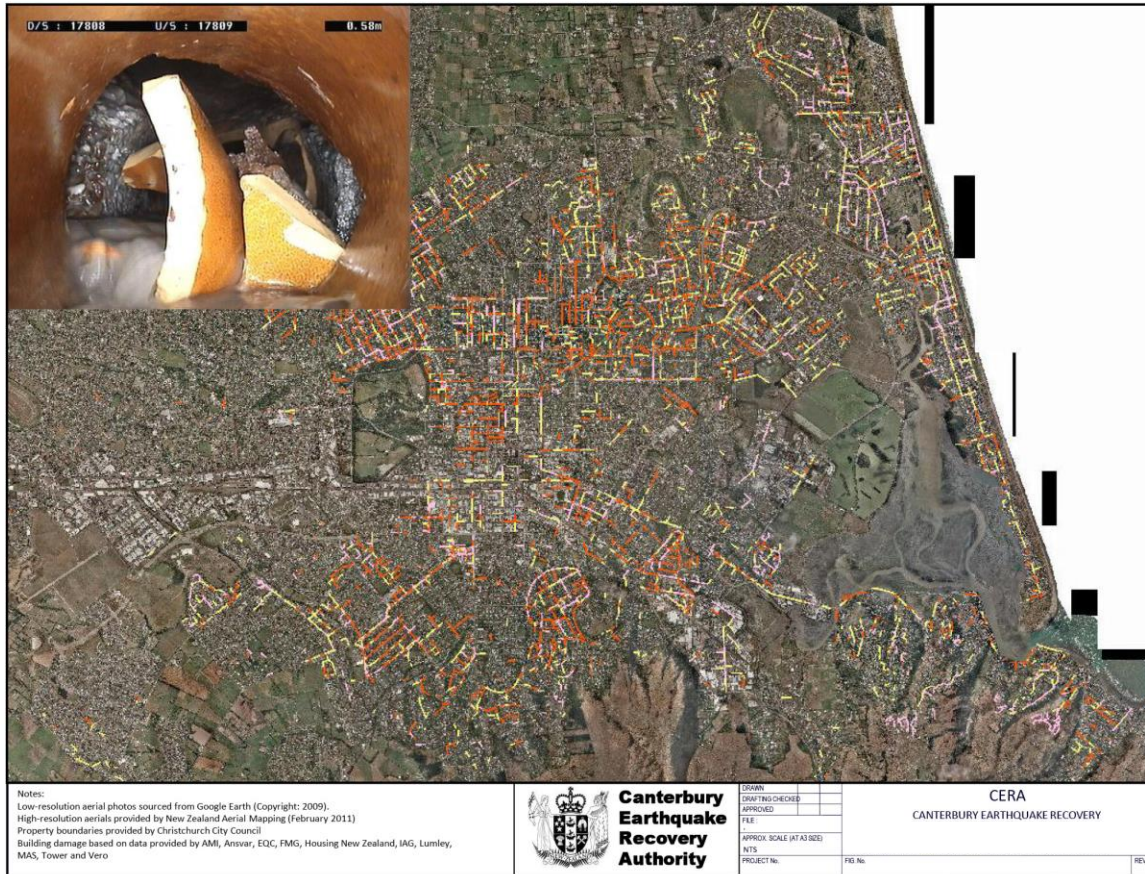 D/S : 17808 U/S : 17809 0.58m
Notes:
Low-resolution aerial photos sourced from Google Earth (Copyright: 2009).
High-resolution aerials provided by New Zealand Aerial Mapping (February 2011)
Property boundaries provided by Christchurch City Council
Building damage based on data provided by AMI, Ansvar, EQC, FMG, Housing New Zealand, IAG, Lumley,
MAS, Tower and Vero
Canterbury
Earthquake
Recovery
Authority
DRAWN
DRAFTING CHECKED
APPROVED
FILE :
.
APPROX. SCALE (AT A3 SIZE)
NTS
PROJECT No.
CERA
CANTERBURY EARTHQUAKE RECOVERY
FIG. No.
REV.